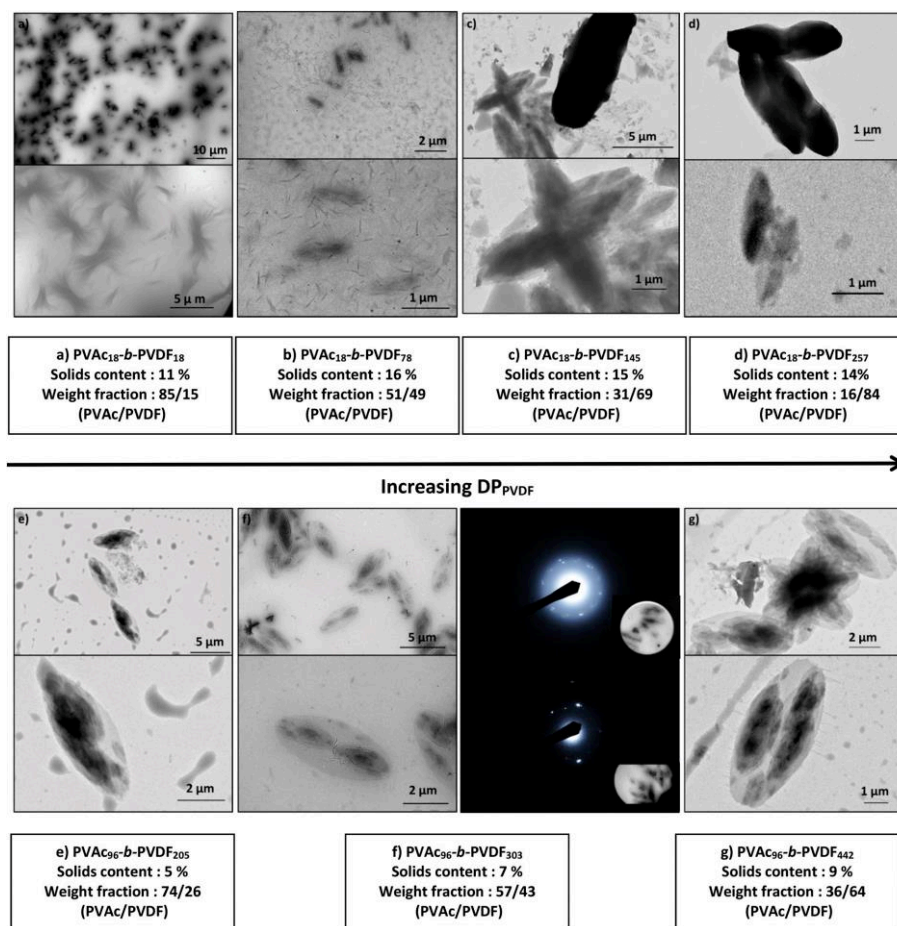 a)
10 µm
5 µ m
2 µm
1 µm
c)
5 µm
1 µm
d)
1 µm
1 µm
a) PVAc₁₈-b-PVDF₁₈
Solids content : 11 %
Weight fraction : 85/15
(PVAc/PVDF)
b) PVAc₁₈-b-PVDF₇₈
Solids content : 16 %
Weight fraction : 51/49
(PVAc/PVDF)
c) PVAc₁₈-b-PVDF₁₄₅
Solids content : 15 %
Weight fraction : 31/69
(PVAc/PVDF)
d) PVAc₁₈-b-PVDF₂₅₇
Solids content : 14%
Weight fraction : 16/84
(PVAc/PVDF)
Increasing DP_PVDF
e)
5 µm
2 µm
f)
5 µm
2 µm
g)
2 µm
1 µm
e) PVAc₉₆-b-PVDF₂₀₅
Solids content : 5 %
Weight fraction : 74/26
(PVAc/PVDF)
f) PVAc₉₆-b-PVDF₃₀₃
Solids content : 7 %
Weight fraction : 57/43
(PVAc/PVDF)
g) PVAc₉₆-b-PVDF₄₄₂
Solids content : 9 %
Weight fraction : 36/64
(PVAc/PVDF)